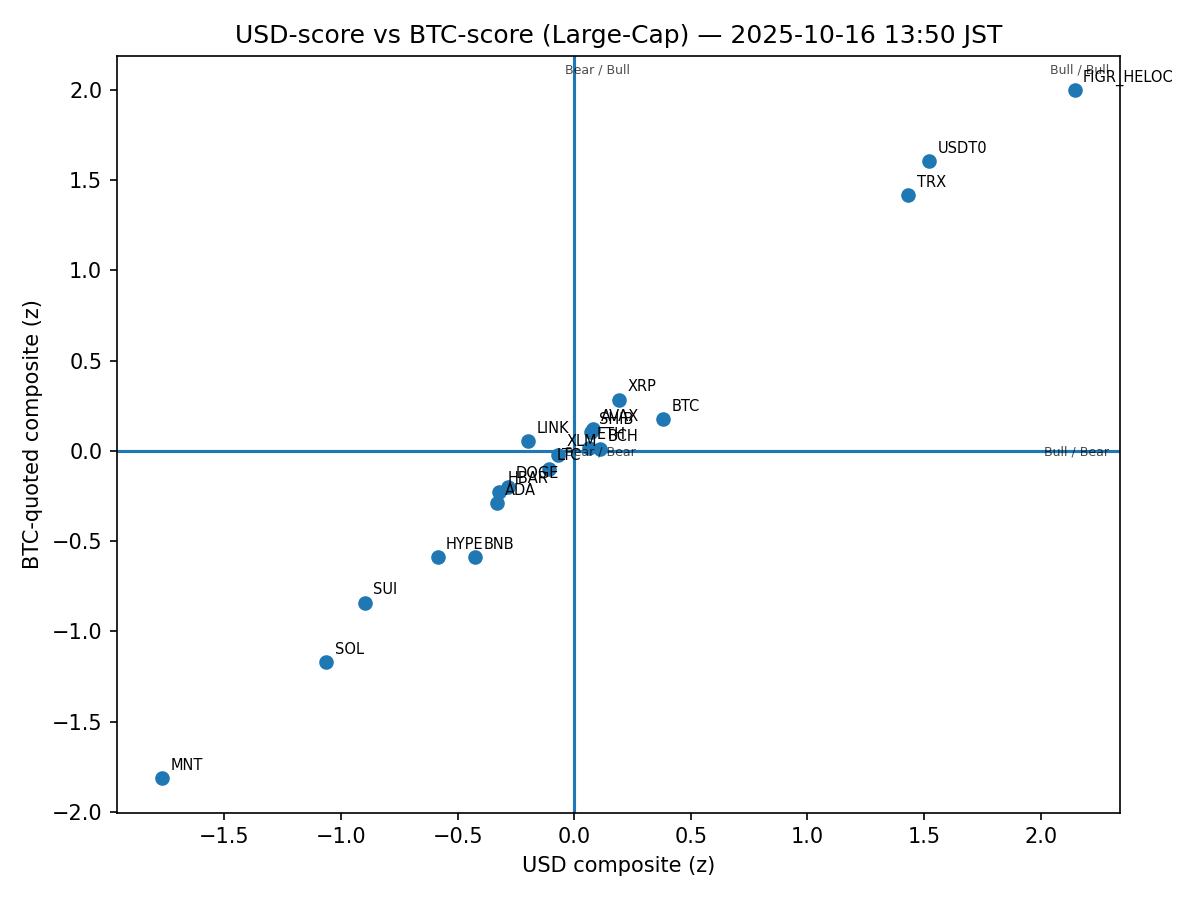 USD-score vs BTC-score (Large-Cap) — 2025-10-16 13:50 JST
Bear / Bull
Bull / Bull
FIGR_HELOC
USDT0
TRX
XRP
BTC
AVAX
SHIB
LINK
ETH
BCH
XLM
LTC
Bear / Bear
Bull / Bear
DOGE
HBAR
ADA
HYPE
BNB
SUI
SOL
MNT
2.0
1.5
1.0
0.5
0.0
−0.5
−1.0
−1.5
−2.0
BTC-quoted composite (z)
−1.5
−1.0
−0.5
0.0
0.5
1.0
1.5
2.0
USD composite (z)